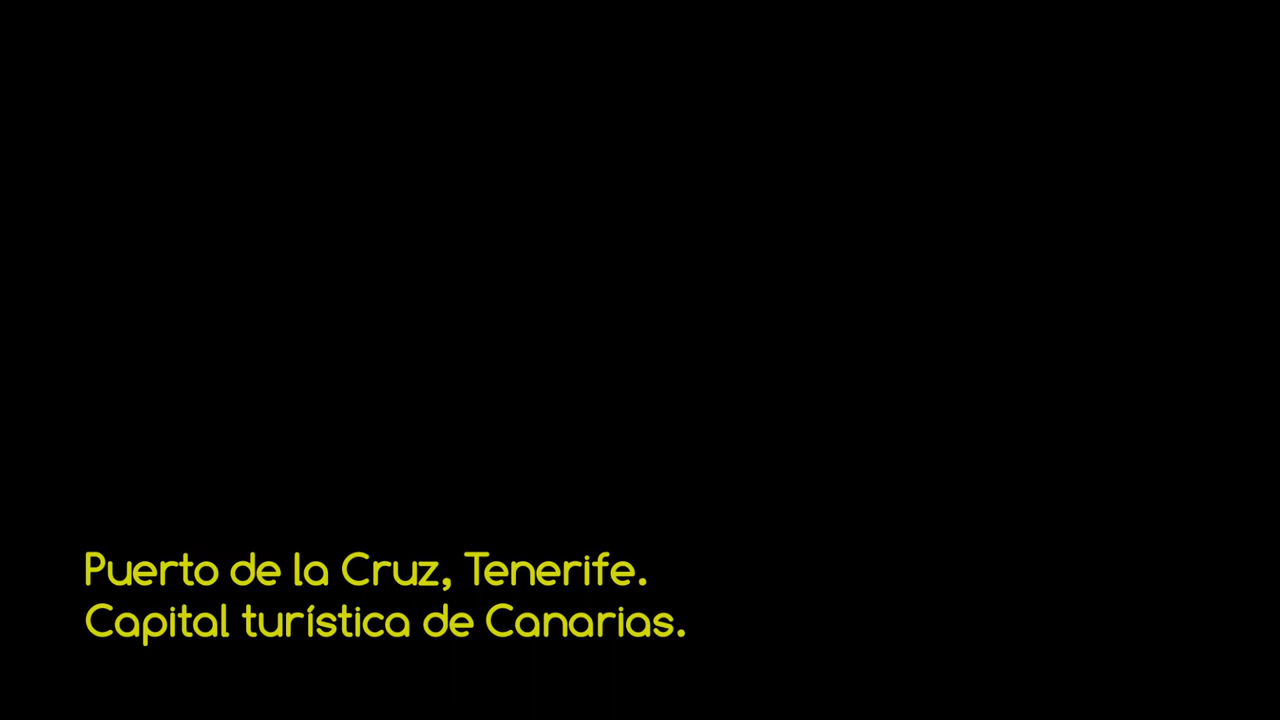 Puerto de la Cruz, Tenerife.
Capital turística de Canarias.